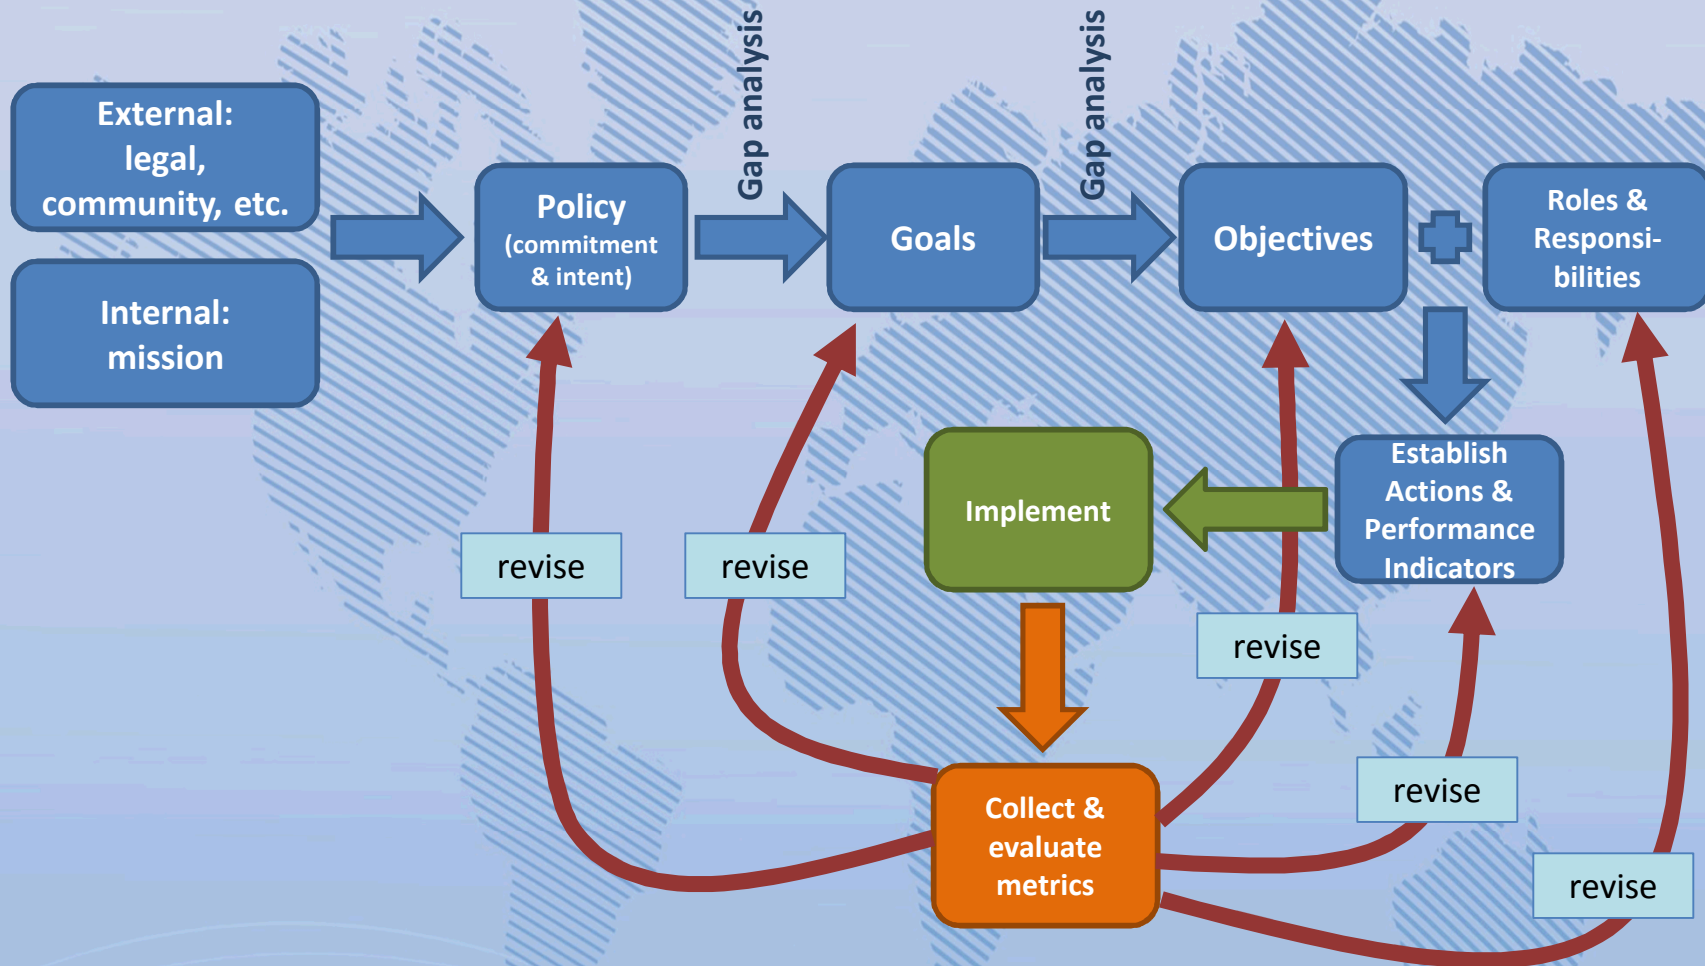 Gap analysis
Gap analysis
External:
legal,
community, etc.
Internal:
mission
Policy
(commitment
& intent)
Goals
Objectives
Roles &
Responsi-
bilities
Establish
Actions &
Performance
Indicators
Implement
revise
revise
revise
revise
revise
Collect &
evaluate
metrics